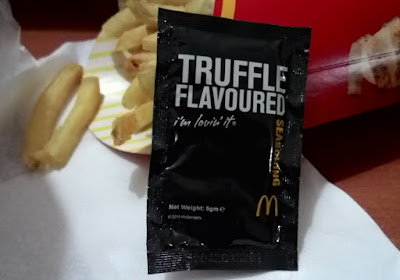 TRUFFLE
FLAVOURED
i'm lovin' it®
SEASONING
Net Weight: 5gm e